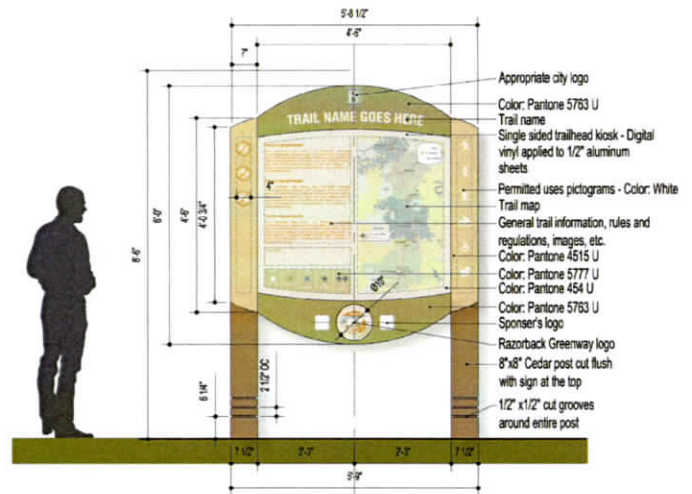 5'-8 1/2"
4'-6"
7"
Appropriate city logo
Color: Pantone 5763 U
Trail name
Single sided trailhead kiosk - Digital
vinyl applied to 1/2" aluminum
sheets
Permitted uses pictograms - Color: White
Trail map
General trail information, rules and
regulations, images, etc.
Color: Pantone 4515 U
Color: Pantone 5777 U
Color: Pantone 454 U
Color: Pantone 5763 U
Sponser's logo
Razorback Greenway logo
8"x8" Cedar post cut flush
with sign at the top
1/2" x1/2" cut grooves
around entire post
TRAIL NAME GOES HERE
4"
8'-6"
6'-0"
4'-6"
4'-0 3/4"
Ø10"
6 1/4"
2 1/2" OC
7 1/2"
2'-3"
2'-3"
7 1/2"
5'-9"